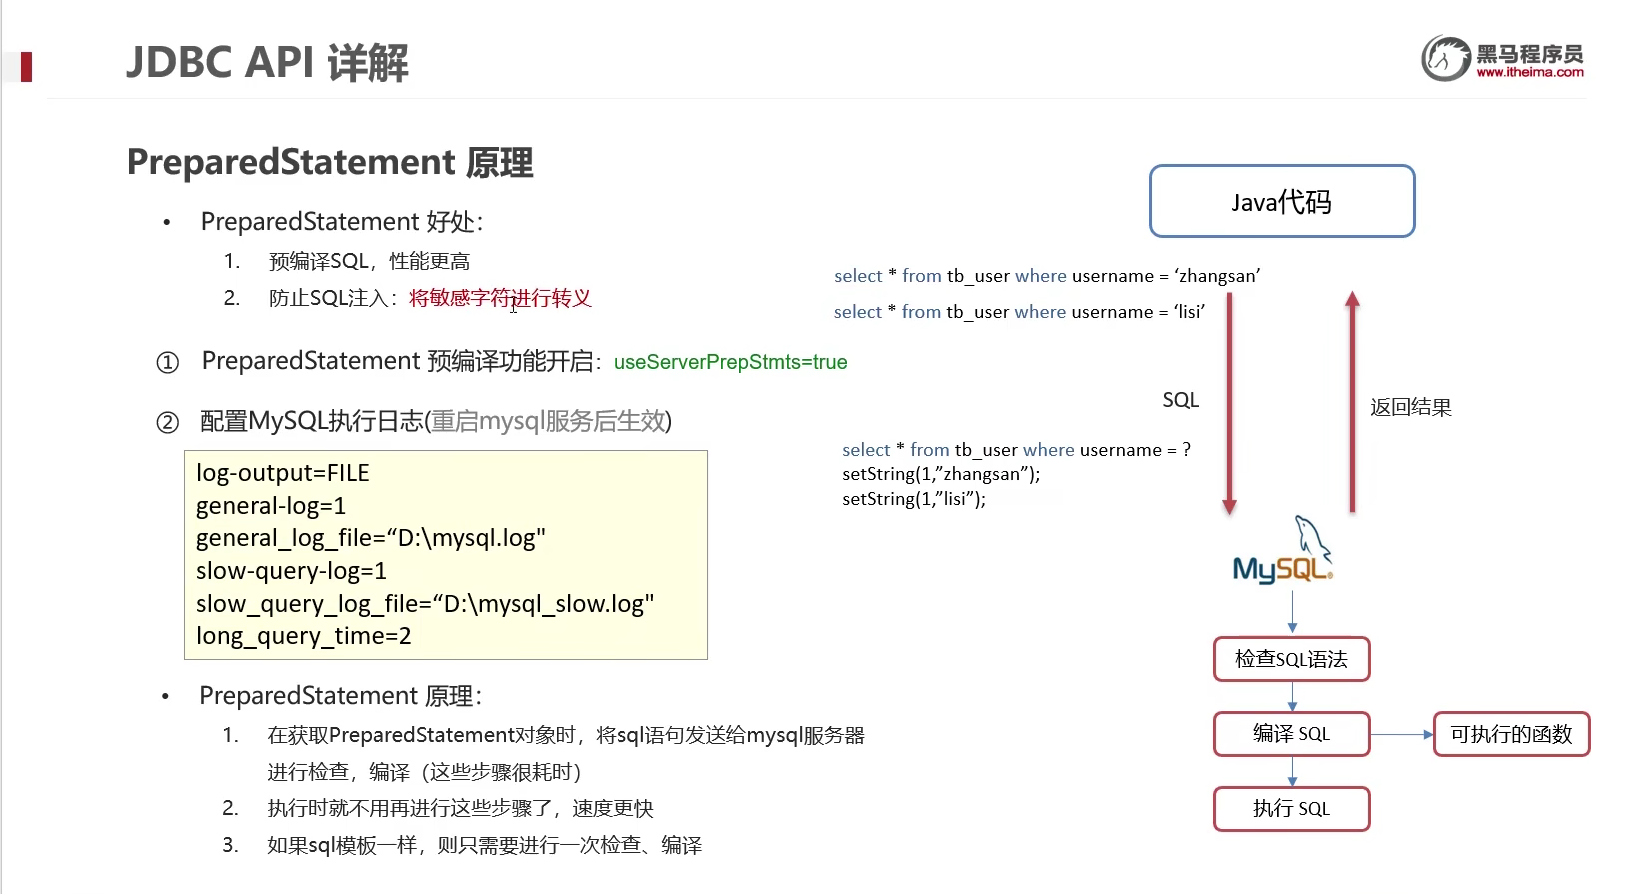 JDBC API 详解
黑马程序员
www.itheima.com
PreparedStatement 原理
• PreparedStatement 好处：
1. 预编译SQL，性能更高
2. 防止SQL注入：将敏感字符进行转义
① PreparedStatement 预编译功能开启：useServerPrepStmts=true
② 配置MySQL执行日志(重启mysql服务后生效)
log-output=FILE
general-log=1
general_log_file=“D:\mysql.log"
slow-query-log=1
slow_query_log_file=“D:\mysql_slow.log"
long_query_time=2
• PreparedStatement 原理：
1. 在获取PreparedStatement对象时，将sql语句发送给mysql服务器
进行检查，编译（这些步骤很耗时）
2. 执行时就不用再进行这些步骤了，速度更快
3. 如果sql模板一样，则只需要进行一次检查、编译
Java代码
select * from tb_user where username = ‘zhangsan’
select * from tb_user where username = ‘lisi’
SQL
返回结果
select * from tb_user where username = ?
setString(1,”zhangsan”);
setString(1,”lisi”);
MySQL®
检查SQL语法
编译 SQL
可执行的函数
执行 SQL